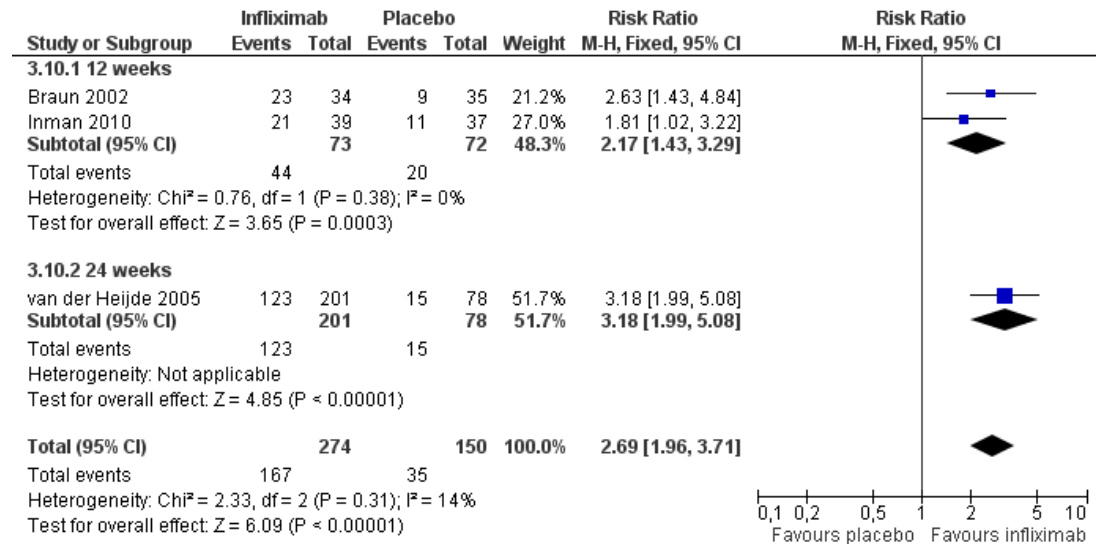 Infliximab Placebo Risk Ratio Risk Ratio
Study or Subgroup Events Total Events Total Weight M-H, Fixed, 95% CI M-H, Fixed, 95% CI
3.10.1 12 weeks
Braun 2002 23 34 9 35 21.2% 2.63 [1.43, 4.84]
Inman 2010 21 39 11 37 27.0% 1.81 [1.02, 3.22]
Subtotal (95% CI) 73 72 48.3% 2.17 [1.43, 3.29]
Total events 44 20
Heterogeneity: Chi² = 0.76, df = 1 (P = 0.38); I² = 0%
Test for overall effect: Z = 3.65 (P = 0.0003)
3.10.2 24 weeks
van der Heijde 2005 123 201 15 78 51.7% 3.18 [1.99, 5.08]
Subtotal (95% CI) 201 78 51.7% 3.18 [1.99, 5.08]
Total events 123 15
Heterogeneity: Not applicable
Test for overall effect: Z = 4.85 (P < 0.00001)
Total (95% CI) 274 150 100.0% 2.69 [1.96, 3.71]
Total events 167 35
Heterogeneity: Chi² = 2.33, df = 2 (P = 0.31); I² = 14%
Test for overall effect: Z = 6.09 (P < 0.00001)
0,1 0,2 0,5 1 2 5 10
Favours placebo Favours infliximab